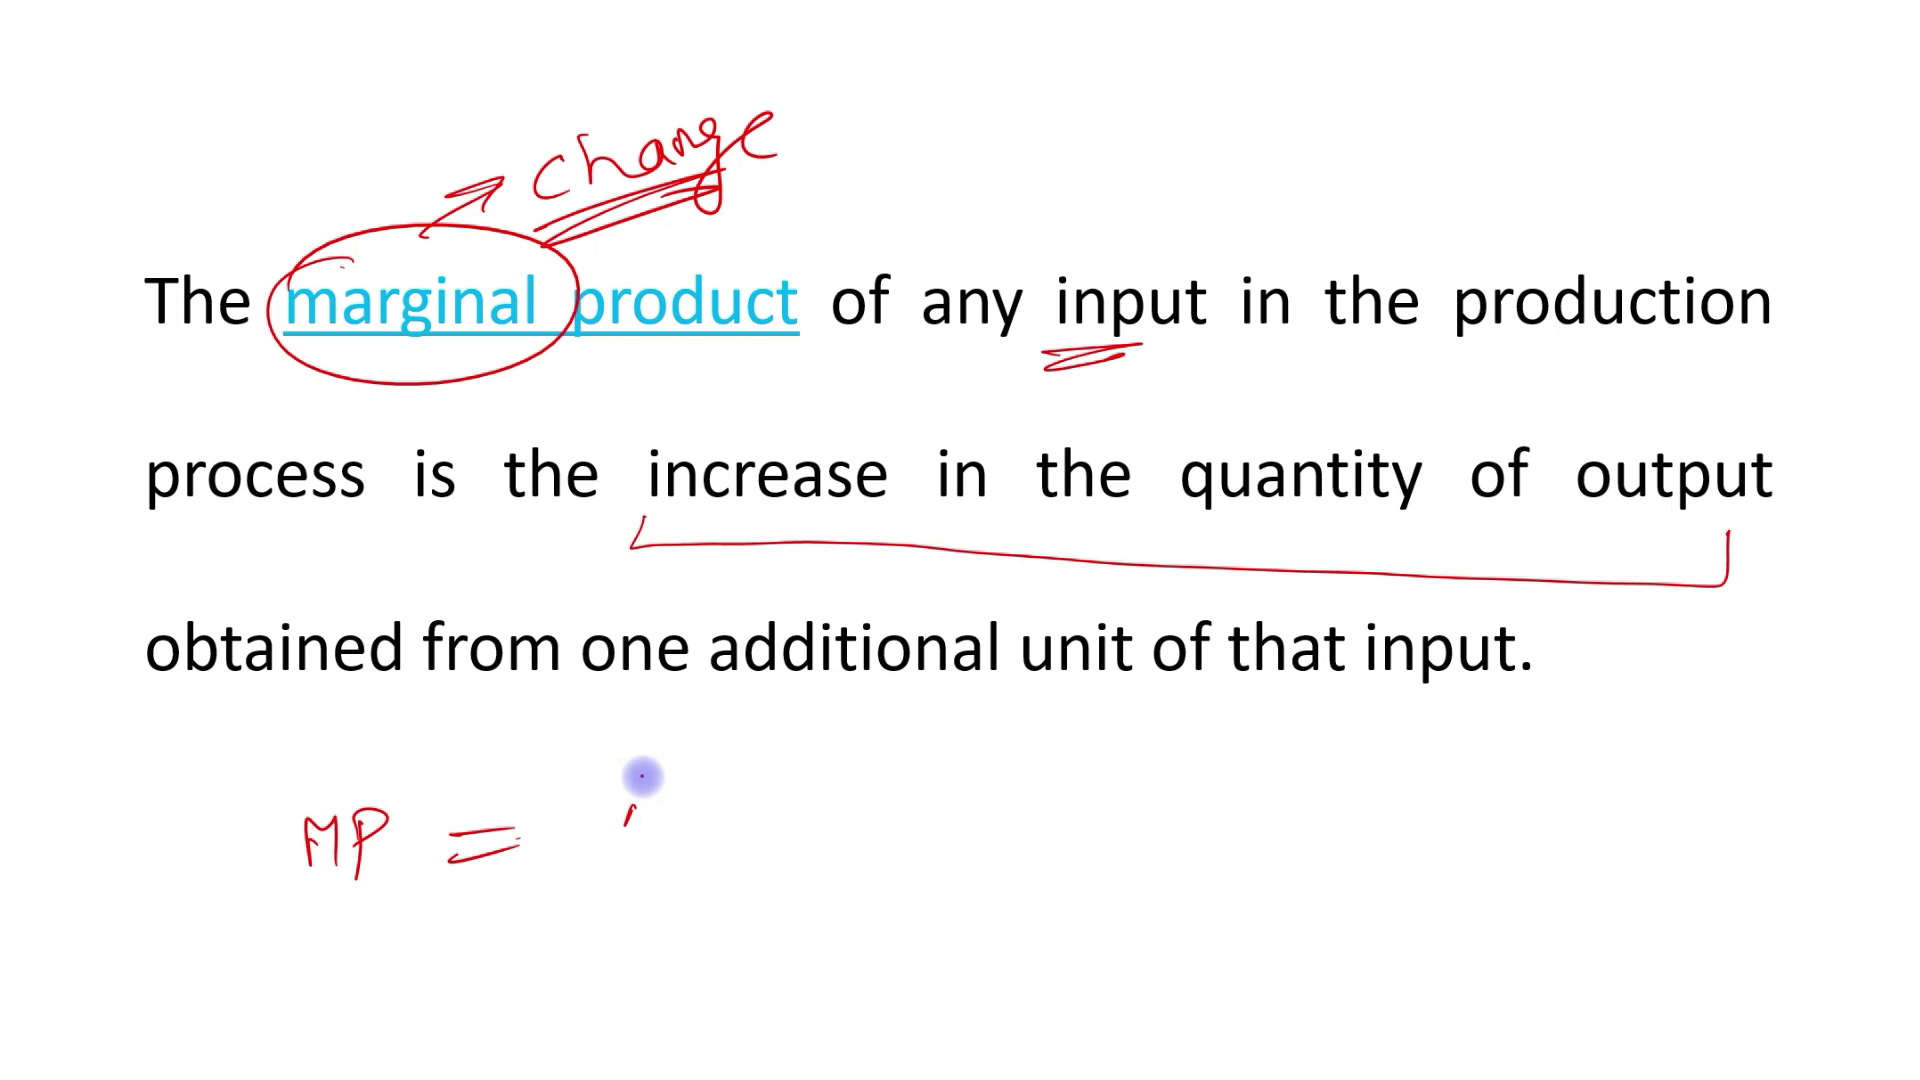 change
The marginal product of any input in the production
process is the increase in the quantity of output
obtained from one additional unit of that input.
MP =